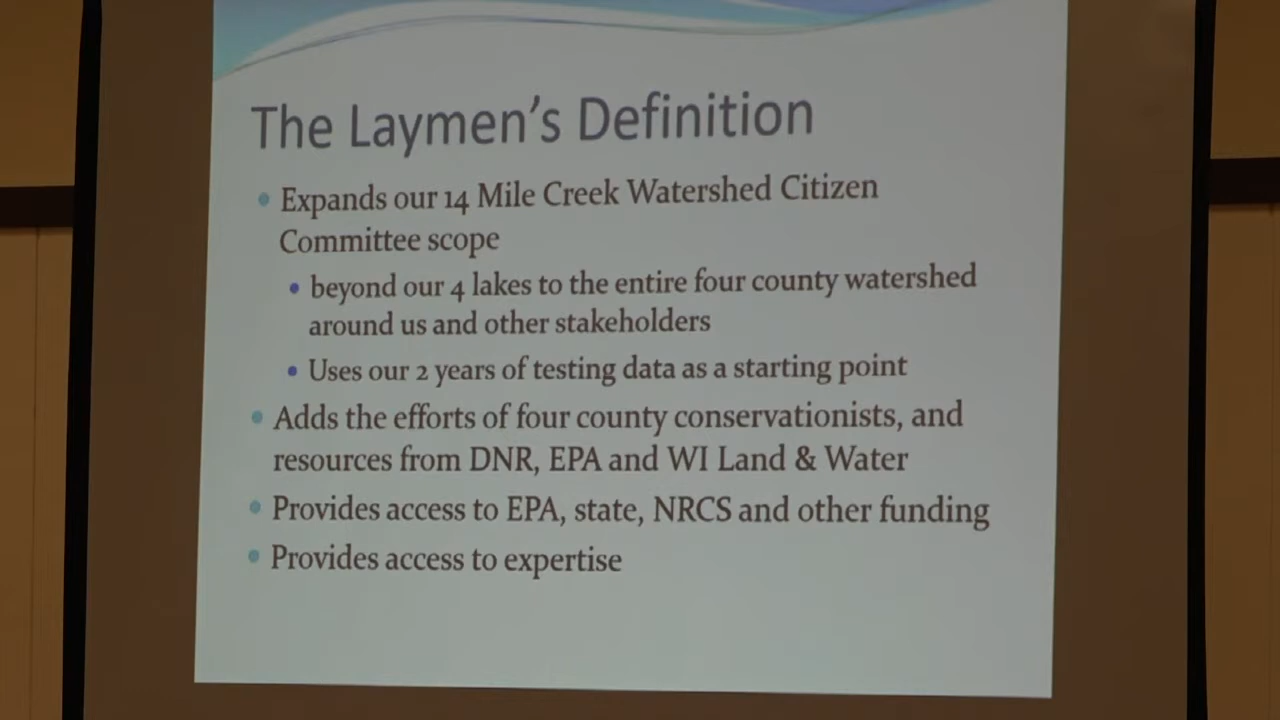 The Laymen's Definition
Expands our 14 Mile Creek Watershed Citizen
Committee scope
beyond our 4 lakes to the entire four county watershed
around us and other stakeholders
Uses our 2 years of testing data as a starting point
Adds the efforts of four county conservationists, and
resources from DNR, EPA and WI Land & Water
Provides access to EPA, state, NRCS and other funding
Provides access to expertise